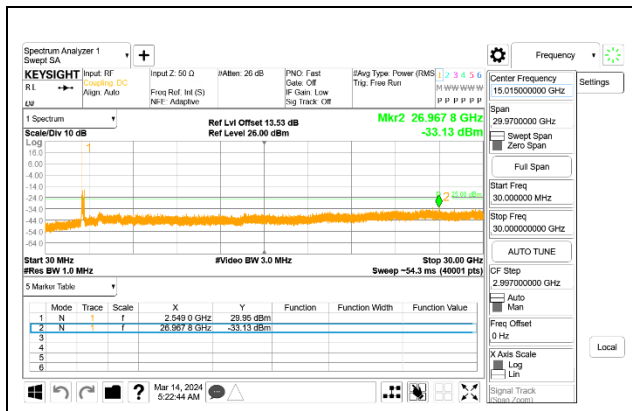 Spectrum Analyzer 1
Swept SA
Frequency
KEYSIGHT Input: RF Input Z: 50 Ω #Atten: 26 dB PNO: Fast #Avg Type: Power (RMS 1 2 3 4 5 6
RL Coupling: DC Gate: Off Trig: Free Run M W W W W W
Align: Auto Freq Ref: Int (S) IF Gain: Low P P P P P P
NFE: Adaptive Sig Track: Off
1 Spectrum
Scale/Div 10 dB
Ref Lvl Offset 13.53 dB
Ref Level 26.00 dBm
Mkr2 26.967 8 GHz
-33.13 dBm
Log
1
16.0
6.00
-4.00
-14.0
-24.0
2
-34.0
-44.0
-54.0
-64.0
Start 30 MHz #Video BW 3.0 MHz Stop 30.00 GHz
#Res BW 1.0 MHz Sweep ~54.3 ms (40001 pts)
5 Marker Table
Mode Trace Scale X Y Function Function Width Function Value
1 N 1 f 2.549 0 GHz 29.95 dBm
2 N 1 f 26.967 8 GHz -33.13 dBm
3
4
5
6
Mar 14, 2024
5:22:44 AM
Center Frequency
15.015000000 GHz
Settings
Span
29.9700000 GHz
Swept Span
Zero Span
Full Span
Start Freq
30.000000 MHz
Stop Freq
30.000000000 GHz
AUTO TUNE
CF Step
2.997000000 GHz
Auto
Man
Freq Offset
0 Hz
X Axis Scale
Log
Lin
Signal Track
(Span Zoom)
Local